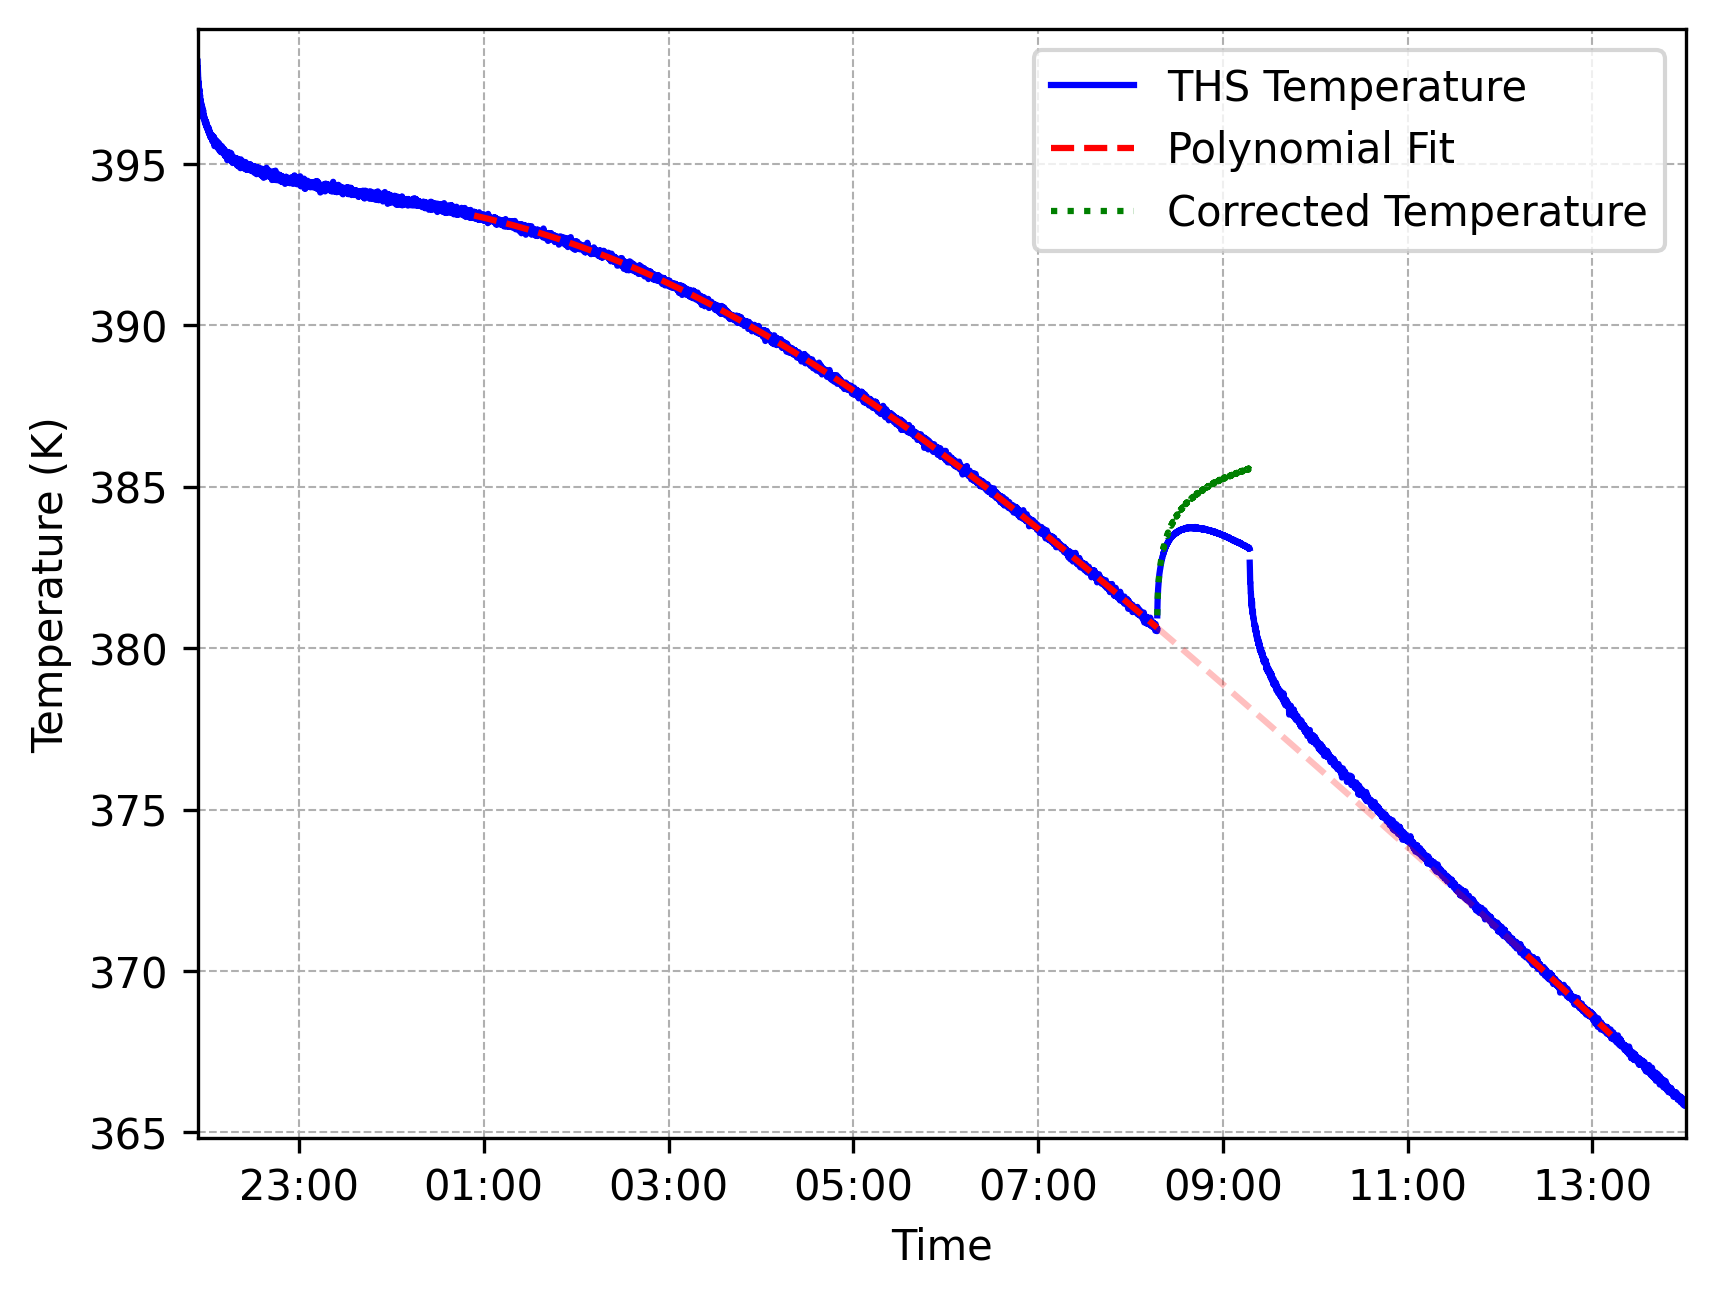 THS Temperature
Polynomial Fit
Corrected Temperature
395
390
385
380
375
370
365
Temperature (K)
23:00 01:00 03:00 05:00 07:00 09:00 11:00 13:00
Time